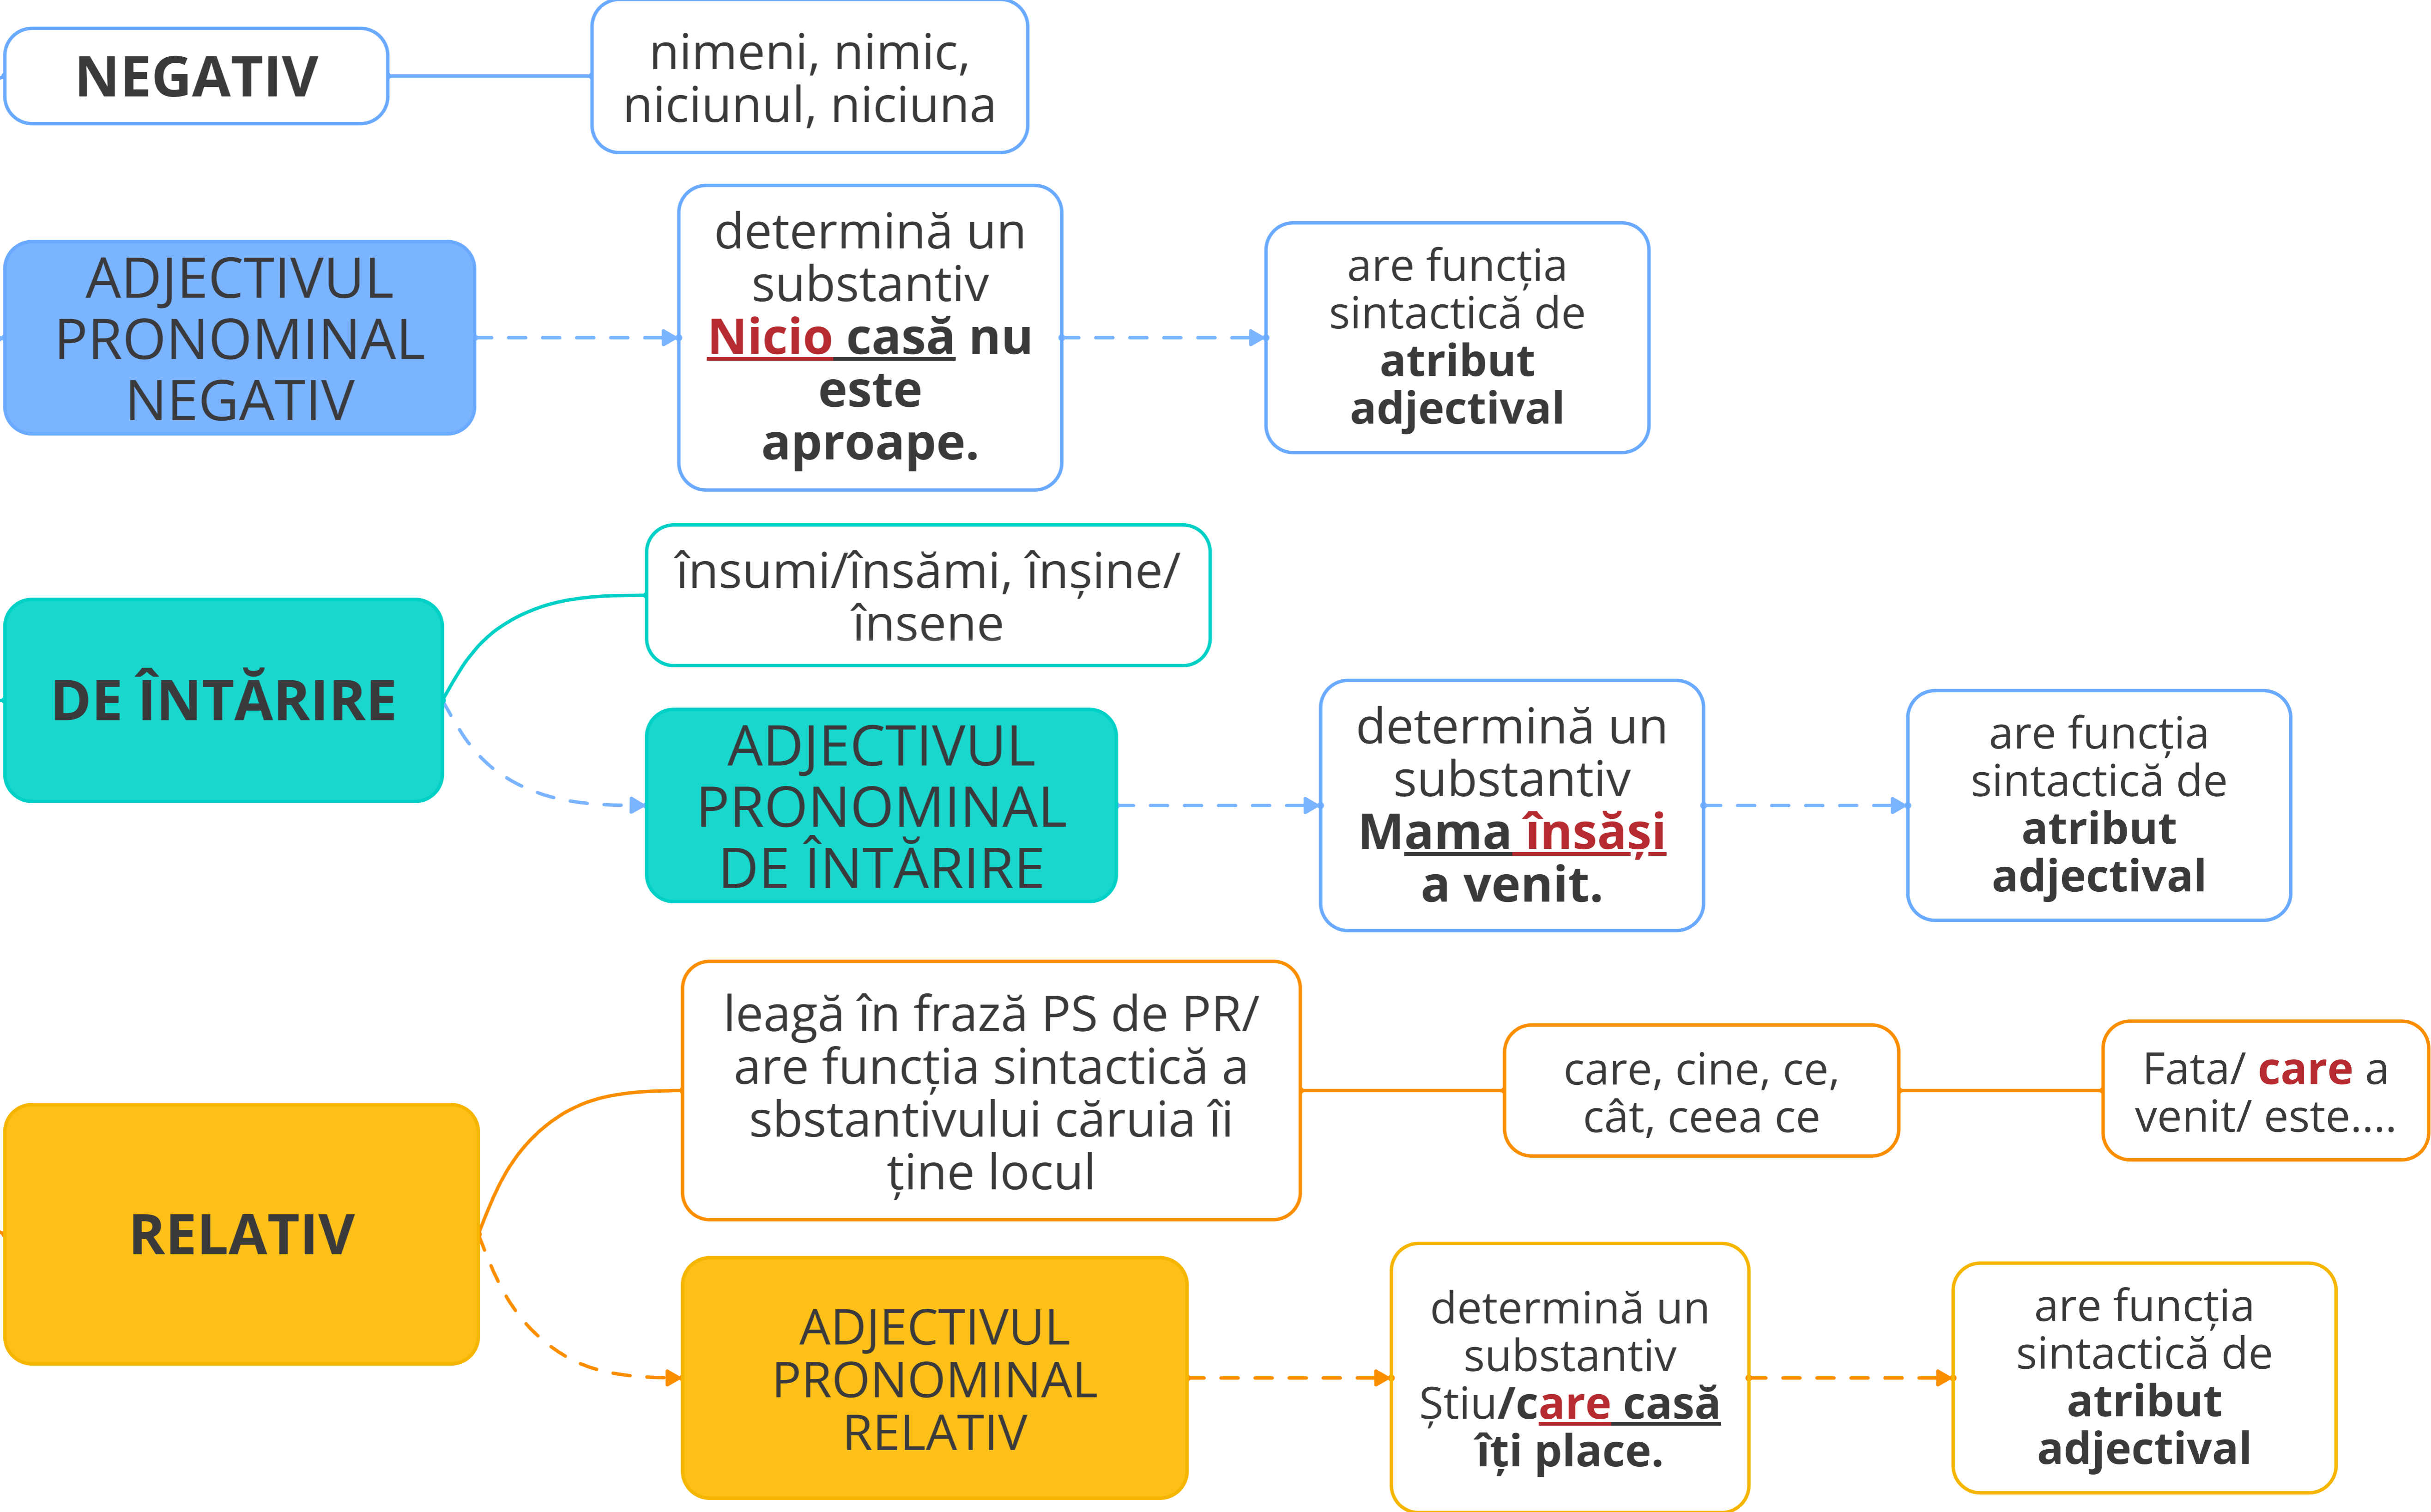 NEGATIV
nimeni, nimic,
niciunul, niciuna
ADJECTIVUL
PRONOMINAL
NEGATIV
determină un
substantiv
Nicio casă nu
este
aproape.
are funcția
sintactică de
atribut
adjectival
DE ÎNTĂRIRE
însumi/însămi, înșine/
însene
ADJECTIVUL
PRONOMINAL
DE ÎNTĂRIRE
determină un
substantiv
Mama însăși
a venit.
are funcția
sintactică de
atribut
adjectival
RELATIV
leagă în frază PS de PR/
are funcția sintactică a
sbstantivului căruia îi
ține locul
care, cine, ce,
cât, ceea ce
Fata/ care a
venit/ este....
ADJECTIVUL
PRONOMINAL
RELATIV
determină un
substantiv
Știu/care casă
îți place.
are funcția
sintactică de
atribut
adjectival